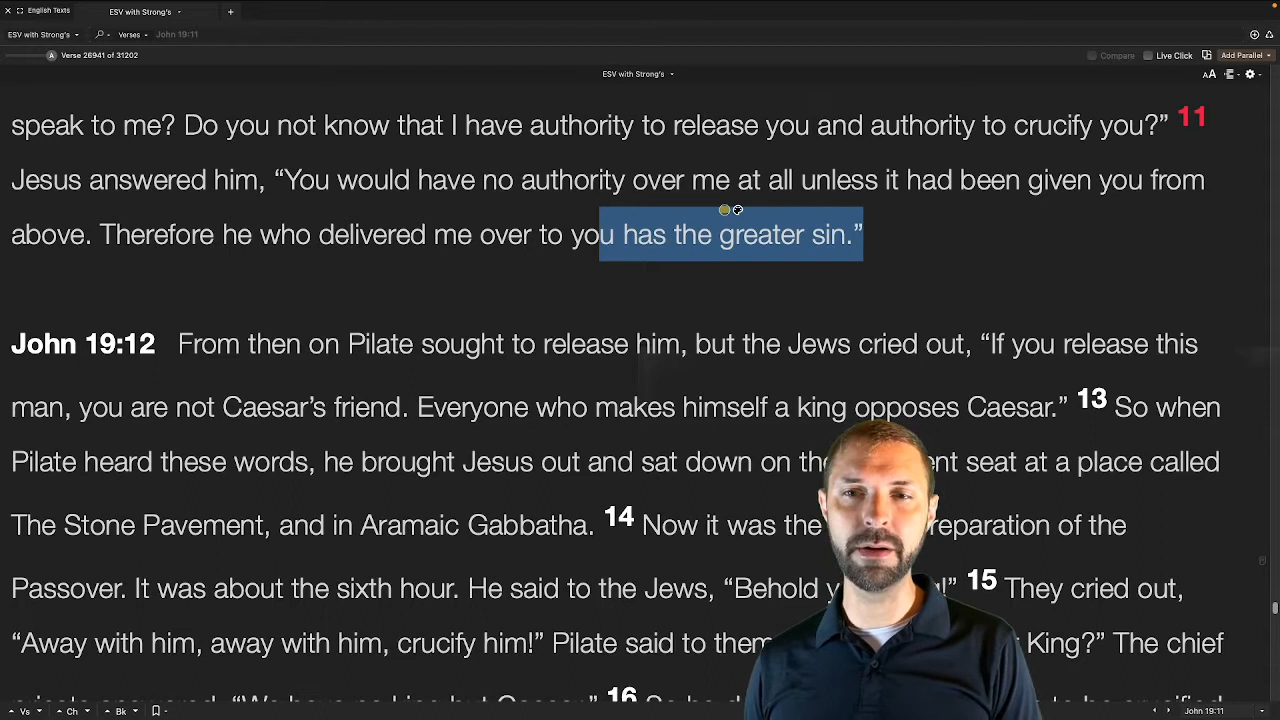 English Texts
ESV with Strong's
ESV with Strong's Verses John 19:11
Verse 26941 of 31202 Compare Live Click Add Parallel
ESV with Strong's
AA
speak to me? Do you not know that I have authority to release you and authority to crucify you?” 11
Jesus answered him, “You would have no authority over me at all unless it had been given you from
above. Therefore he who delivered me over to you has the greater sin.”
John 19:12 From then on Pilate sought to release him, but the Jews cried out, “If you release this
man, you are not Caesar’s friend. Everyone who makes himself a king opposes Caesar.” 13 So when
Pilate heard these words, he brought Jesus out and sat down on the ent seat at a place called
The Stone Pavement, and in Aramaic Gabbatha. 14 Now it was the reparation of the
Passover. It was about the sixth hour. He said to the Jews, “Behold y !” 15 They cried out,
“Away with him, away with him, crucify him!” Pilate said to them King?” The chief
16
Vs Ch Bk John 19:11